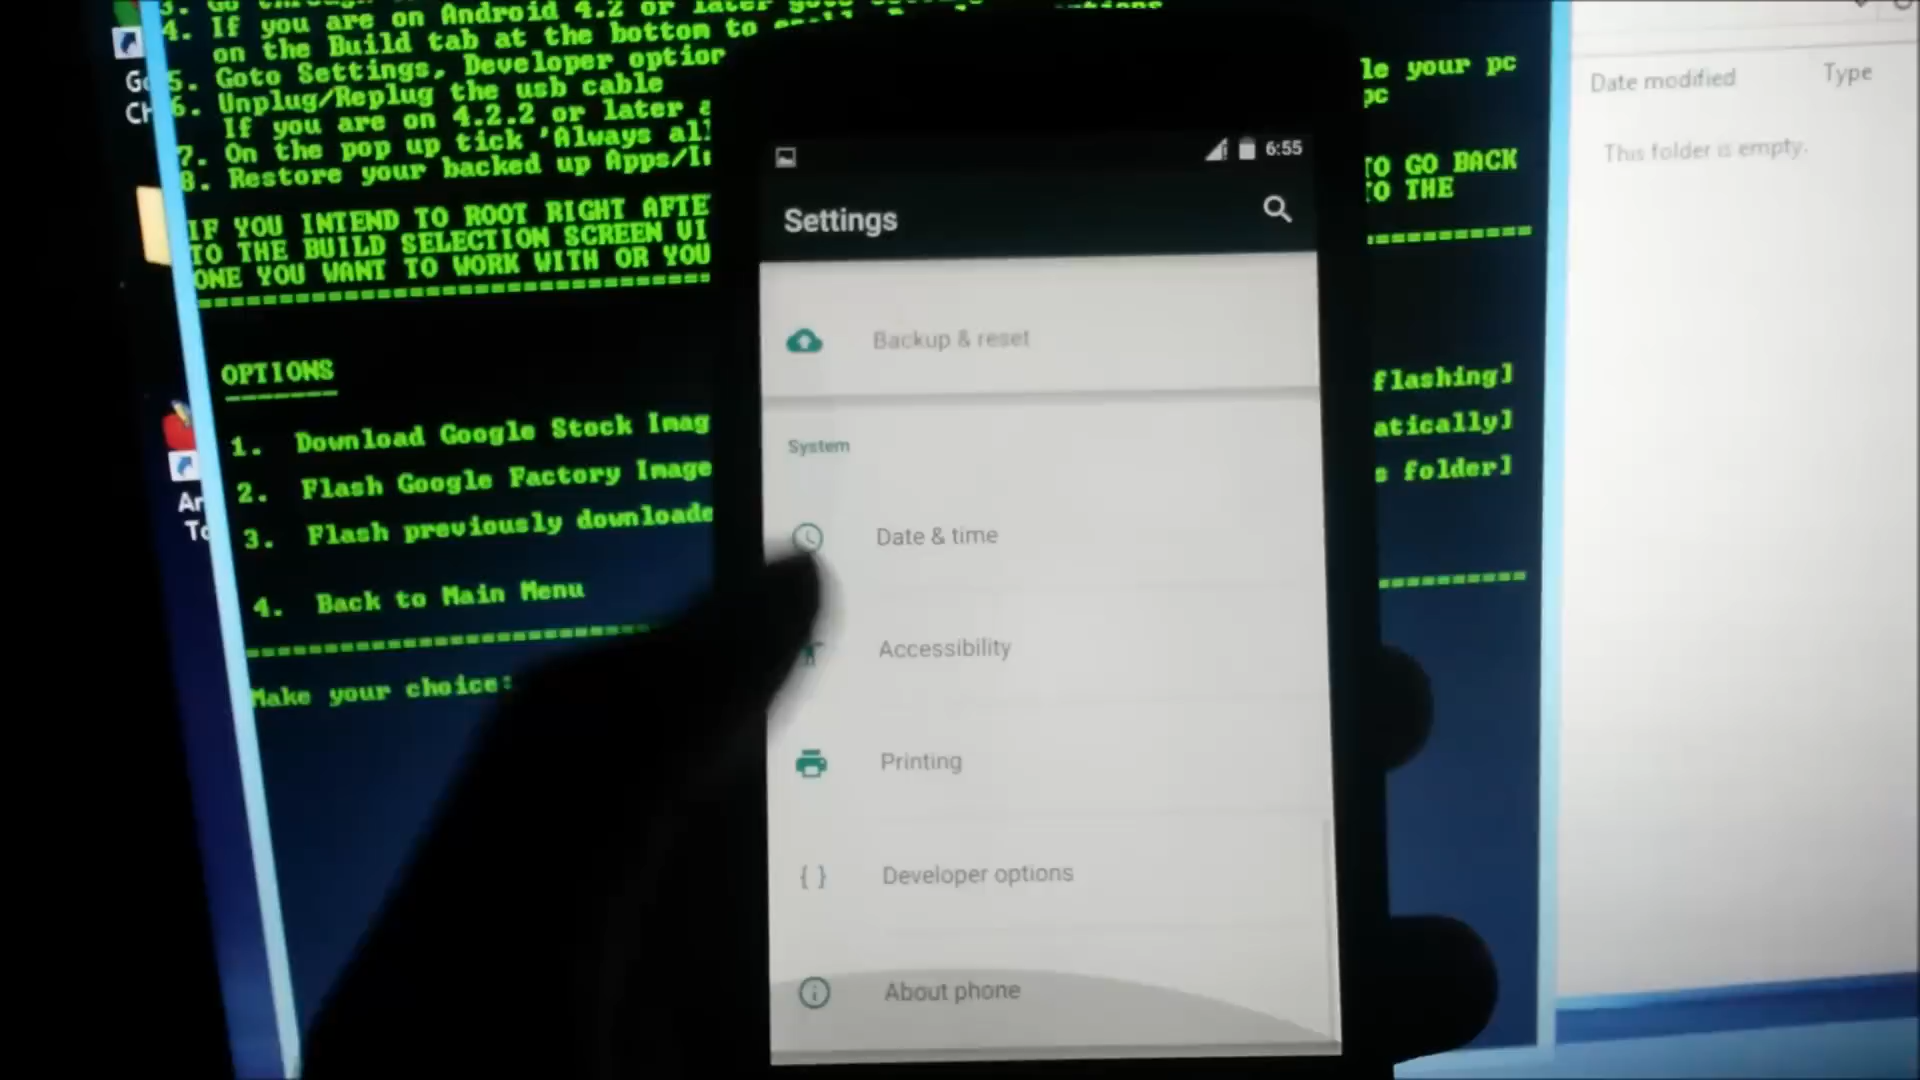 4. If you are on Android 4.2 or later
on the Build tab at the bottom to
5. Goto Settings, Developer option
6. Unplug/Replug the usb cable
If you are on 4.2.2 or later a
7. On the pop up tick 'Always al
8. Restore your backed up Apps/I
IF YOU INTEND TO ROOT RIGHT AFTE
TO THE BUILD SELECTION SCREEN VI
ONE YOU WANT TO WORK WITH OR YOU
OPTIONS
1. Download Google Stock Imag
2. Flash Google Factory Image
3. Flash previously downloade
4. Back to Main Menu
Make your choice:
le your pc
pc
TO GO BACK
TO THE
flashing]
atically]
s folder]
6:55
Settings
Backup & reset
System
Date & time
Accessibility
Printing
{ } Developer options
About phone
Date modified Type
This folder is empty.